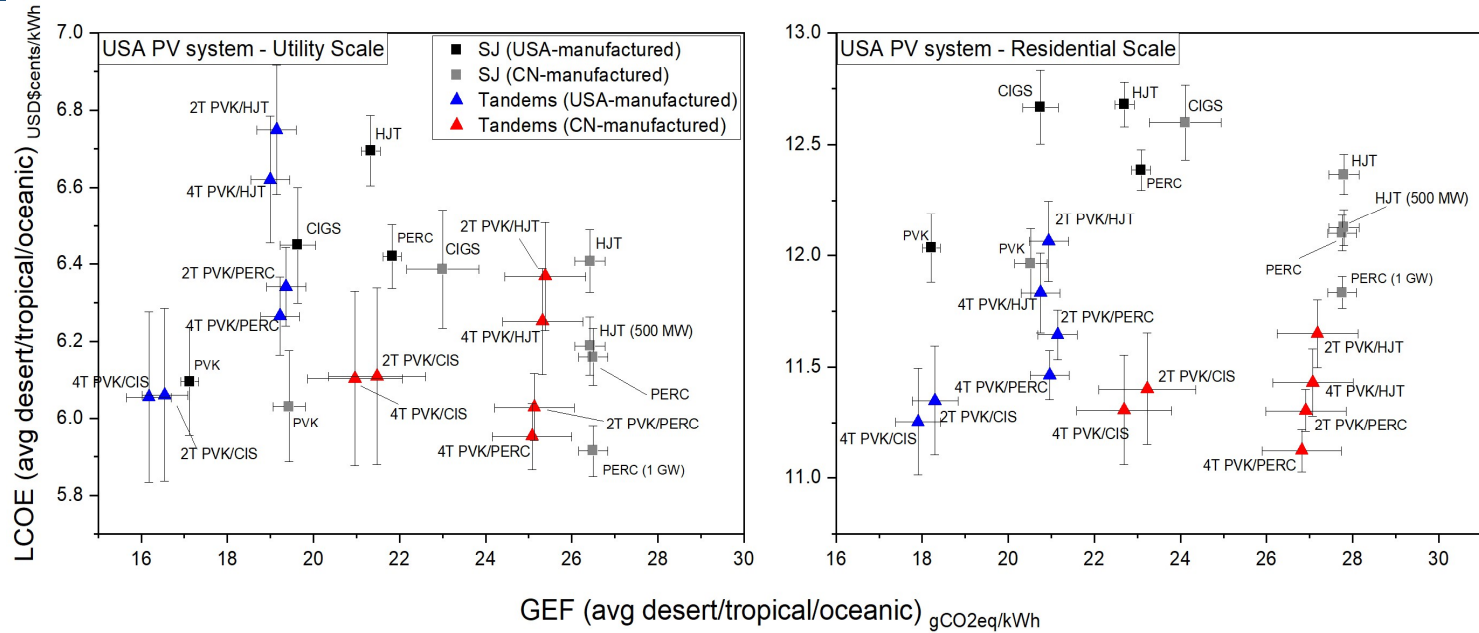 USA PV system - Utility Scale
SJ (USA-manufactured)
SJ (CN-manufactured)
Tandems (USA-manufactured)
Tandems (CN-manufactured)
LCOE (avg desert/tropical/oceanic) USD$cents/kWh
7.0
6.8
6.6
6.4
6.2
6.0
5.8
2T PVK/HJT
HJT
4T PVK/HJT
CIGS
PERC
CIGS
2T PVK/HJT
HJT
2T PVK/PERC
4T PVK/PERC
4T PVK/HJT
HJT (500 MW)
PVK
2T PVK/CIS
4T PVK/CIS
4T PVK/CIS
PERC
PVK
2T PVK/PERC
2T PVK/CIS
4T PVK/PERC
PERC (1 GW)
16
18
20
22
24
26
28
30
USA PV system - Residential Scale
13.0
12.5
12.0
11.5
11.0
CIGS
HJT
CIGS
PERC
HJT
HJT (500 MW)
PVK
2T PVK/HJT
PVK
PERC
PERC (1 GW)
4T PVK/HJT
2T PVK/PERC
2T PVK/HJT
4T PVK/PERC
2T PVK/CIS
4T PVK/HJT
2T PVK/CIS
2T PVK/PERC
4T PVK/CIS
4T PVK/CIS
4T PVK/PERC
16
18
20
22
24
26
28
30
GEF (avg desert/tropical/oceanic) gCO2eq/kWh